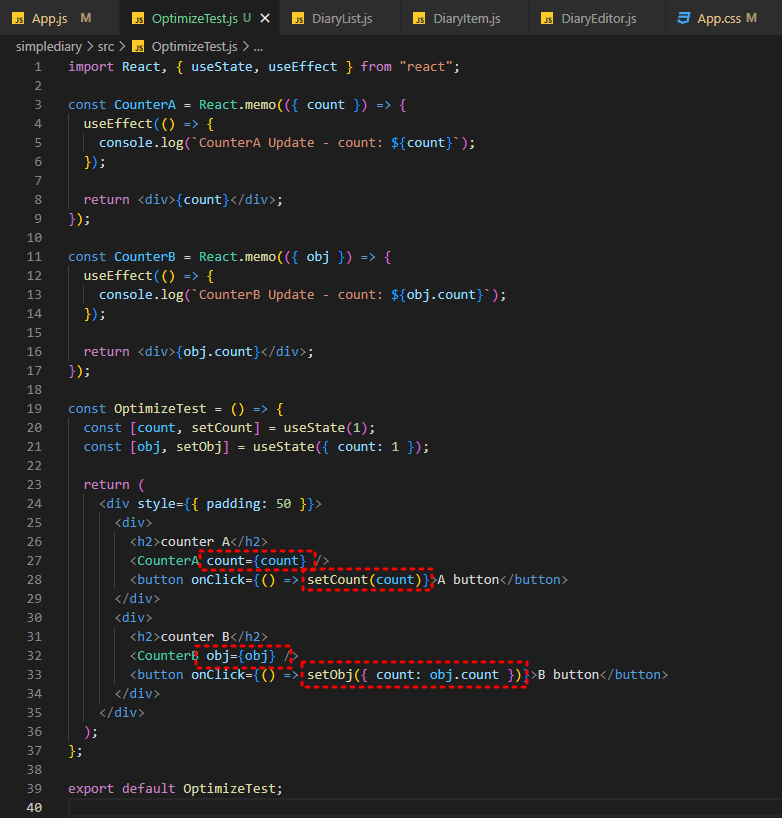 JS App.js M JS OptimizeTest.js U × JS DiaryList.js JS DiaryItem.js JS DiaryEditor.js App.css M
simplediary > src > JS OptimizeTest.js > ...
1 import React, { useState, useEffect } from "react";
2
3 const CounterA = React.memo(({ count }) => {
4   useEffect(() => {
5     console.log(`CounterA Update - count: ${count}`);
6   });
7
8   return <div>{count}</div>;
9 });
10
11 const CounterB = React.memo(({ obj }) => {
12   useEffect(() => {
13     console.log(`CounterB Update - count: ${obj.count}`);
14   });
15
16   return <div>{obj.count}</div>;
17 });
18
19 const OptimizeTest = () => {
20   const [count, setCount] = useState(1);
21   const [obj, setObj] = useState({ count: 1 });
22
23   return (
24     <div style={{ padding: 50 }}>
25       <div>
26         <h2>counter A</h2>
27         <CounterA count={count} />
28         <button onClick={() => setCount(count)}>A button</button>
29       </div>
30       <div>
31         <h2>counter B</h2>
32         <CounterB obj={obj} />
33         <button onClick={() => setObj({ count: obj.count })}>B button</button>
34       </div>
35     </div>
36   );
37 };
38
39 export default OptimizeTest;
40